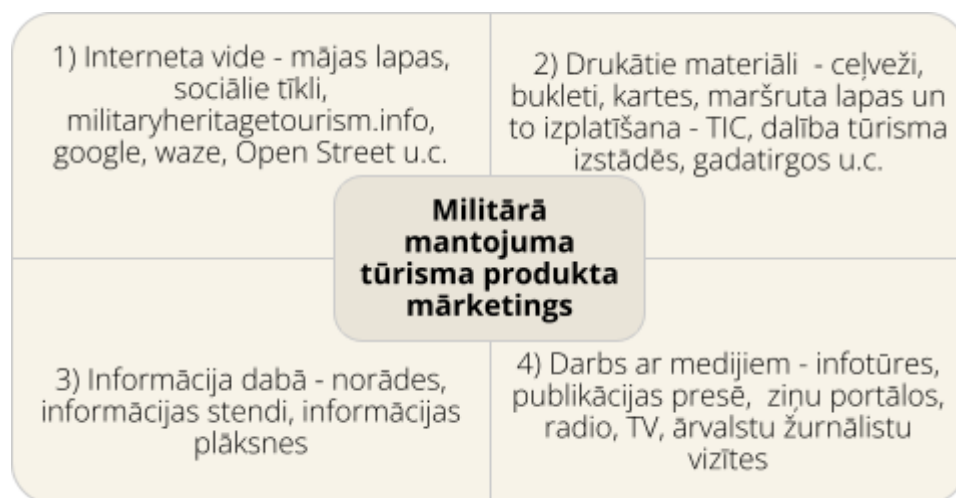 1) Interneta vide - mājas lapas,
sociālie tīkli,
militaryheritagetourism.info,
google, waze, Open Street u.c.
2) Drukātie materiāli - ceļveži,
bukleti, kartes, maršruta lapas un
to izplatīšana - TIC, dalība tūrisma
izstādēs, gadatirgos u.c.
Militārā
mantojuma
tūrisma produkta
mārketings
3) Informācija dabā - norādes,
informācijas stendi, informācijas
plāksnes
4) Darbs ar medijiem - infotūres,
publikācijas presē, ziņu portālos,
radio, TV, ārvalstu žurnālistu
vizītes